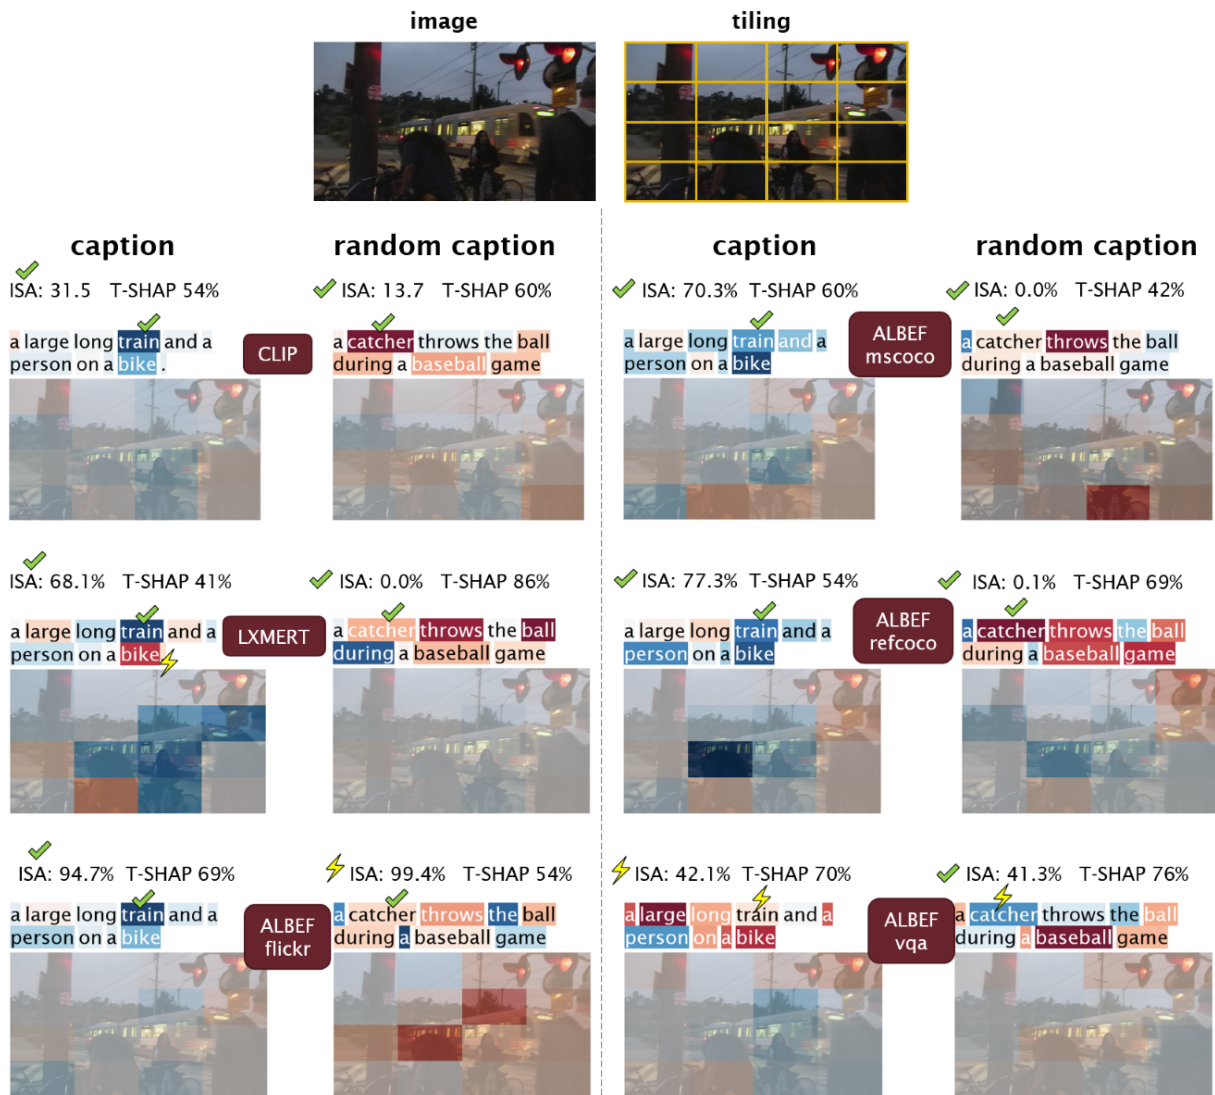 image
tiling
caption
random caption
caption
random caption
ISA: 31.5 T-SHAP 54%
a large long train and a
person on a bike .
CLIP
ISA: 13.7 T-SHAP 60%
a catcher throws the ball
during a baseball game
ISA: 70.3% T-SHAP 60%
a large long train and a
person on a bike
ALBEF
mscoco
ISA: 0.0% T-SHAP 42%
a catcher throws the ball
during a baseball game
ISA: 68.1% T-SHAP 41%
a large long train and a
person on a bike
LXMERT
ISA: 0.0% T-SHAP 86%
a catcher throws the ball
during a baseball game
ISA: 77.3% T-SHAP 54%
a large long train and a
person on a bike
ALBEF
refcoco
ISA: 0.1% T-SHAP 69%
a catcher throws the ball
during a baseball game
ISA: 94.7% T-SHAP 69%
a large long train and a
person on a bike
ALBEF
flickr
ISA: 99.4% T-SHAP 54%
a catcher throws the ball
during a baseball game
ISA: 42.1% T-SHAP 70%
a large long train and a
person on a bike
ALBEF
vqa
ISA: 41.3% T-SHAP 76%
a catcher throws the ball
during a baseball game